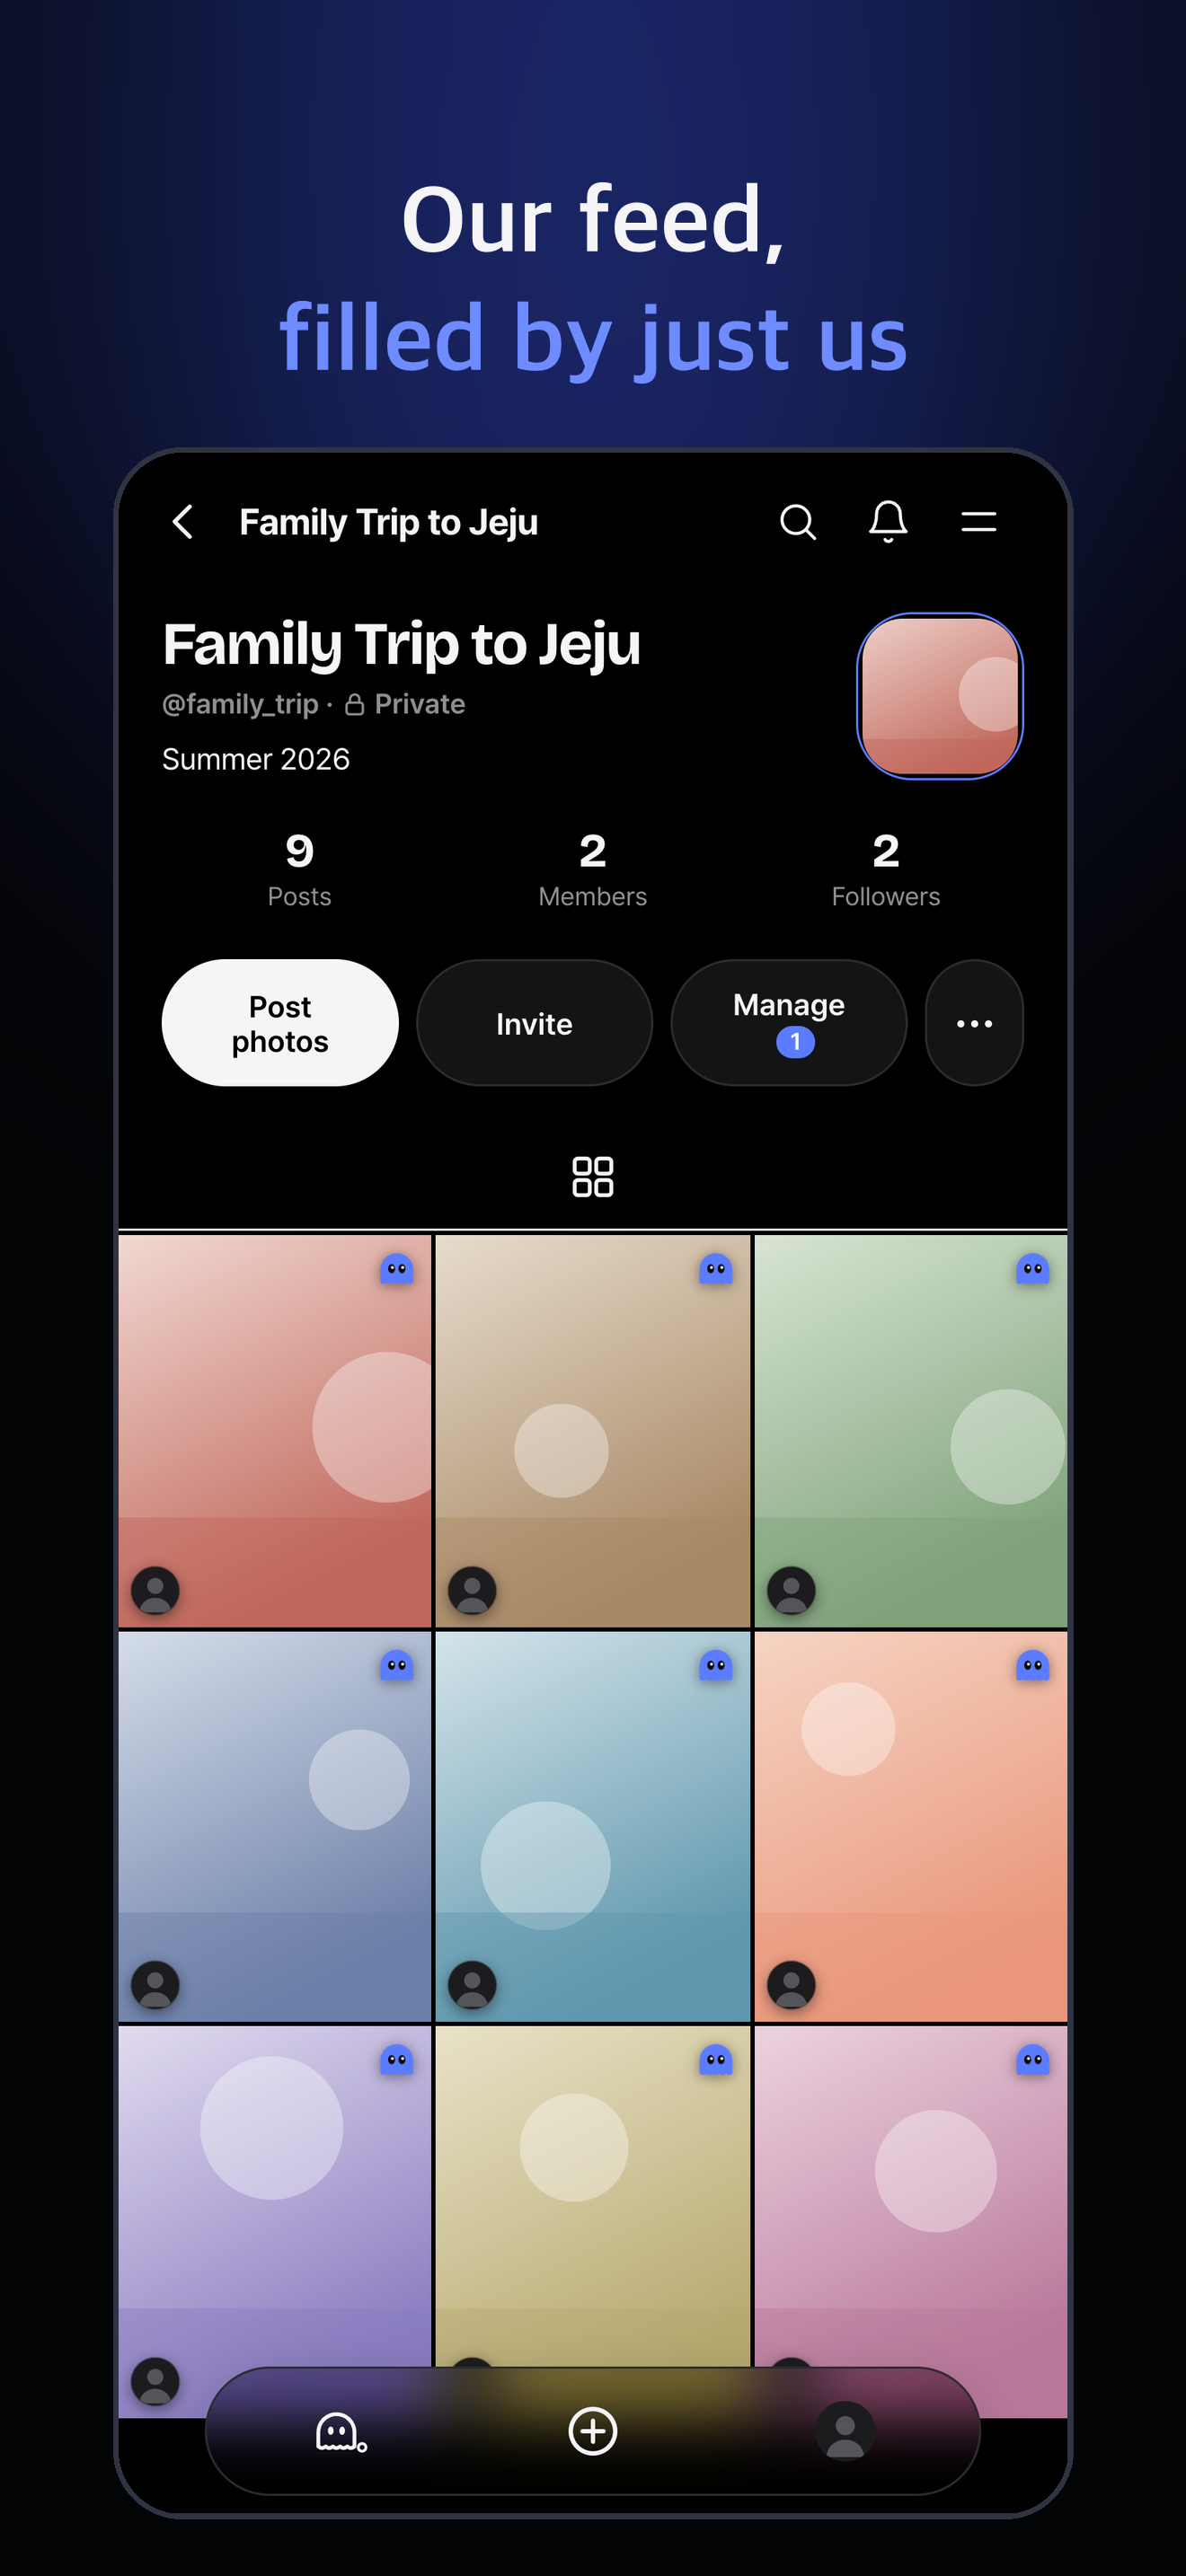 Our feed,
filled by just us
Family Trip to Jeju
Family Trip to Jeju
@family_trip · Private
Summer 2026
9
Posts
2
Members
2
Followers
Post
photos
Invite
Manage
1